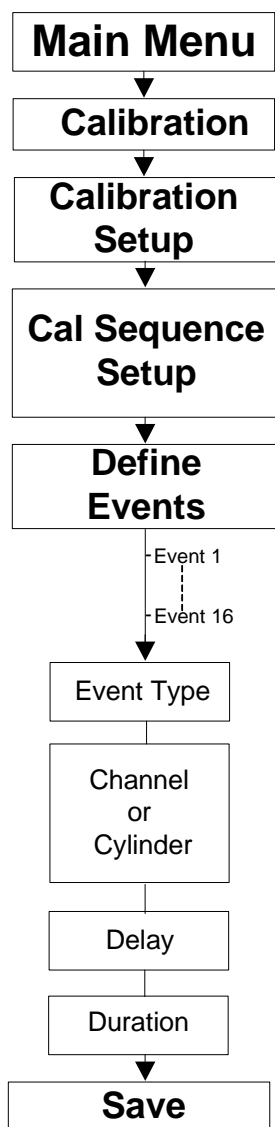 Main Menu
Calibration
Calibration
Setup
Cal Sequence
Setup
Define
Events
Event 1
Event 16
Event Type
Channel
or
Cylinder
Delay
Duration
Save